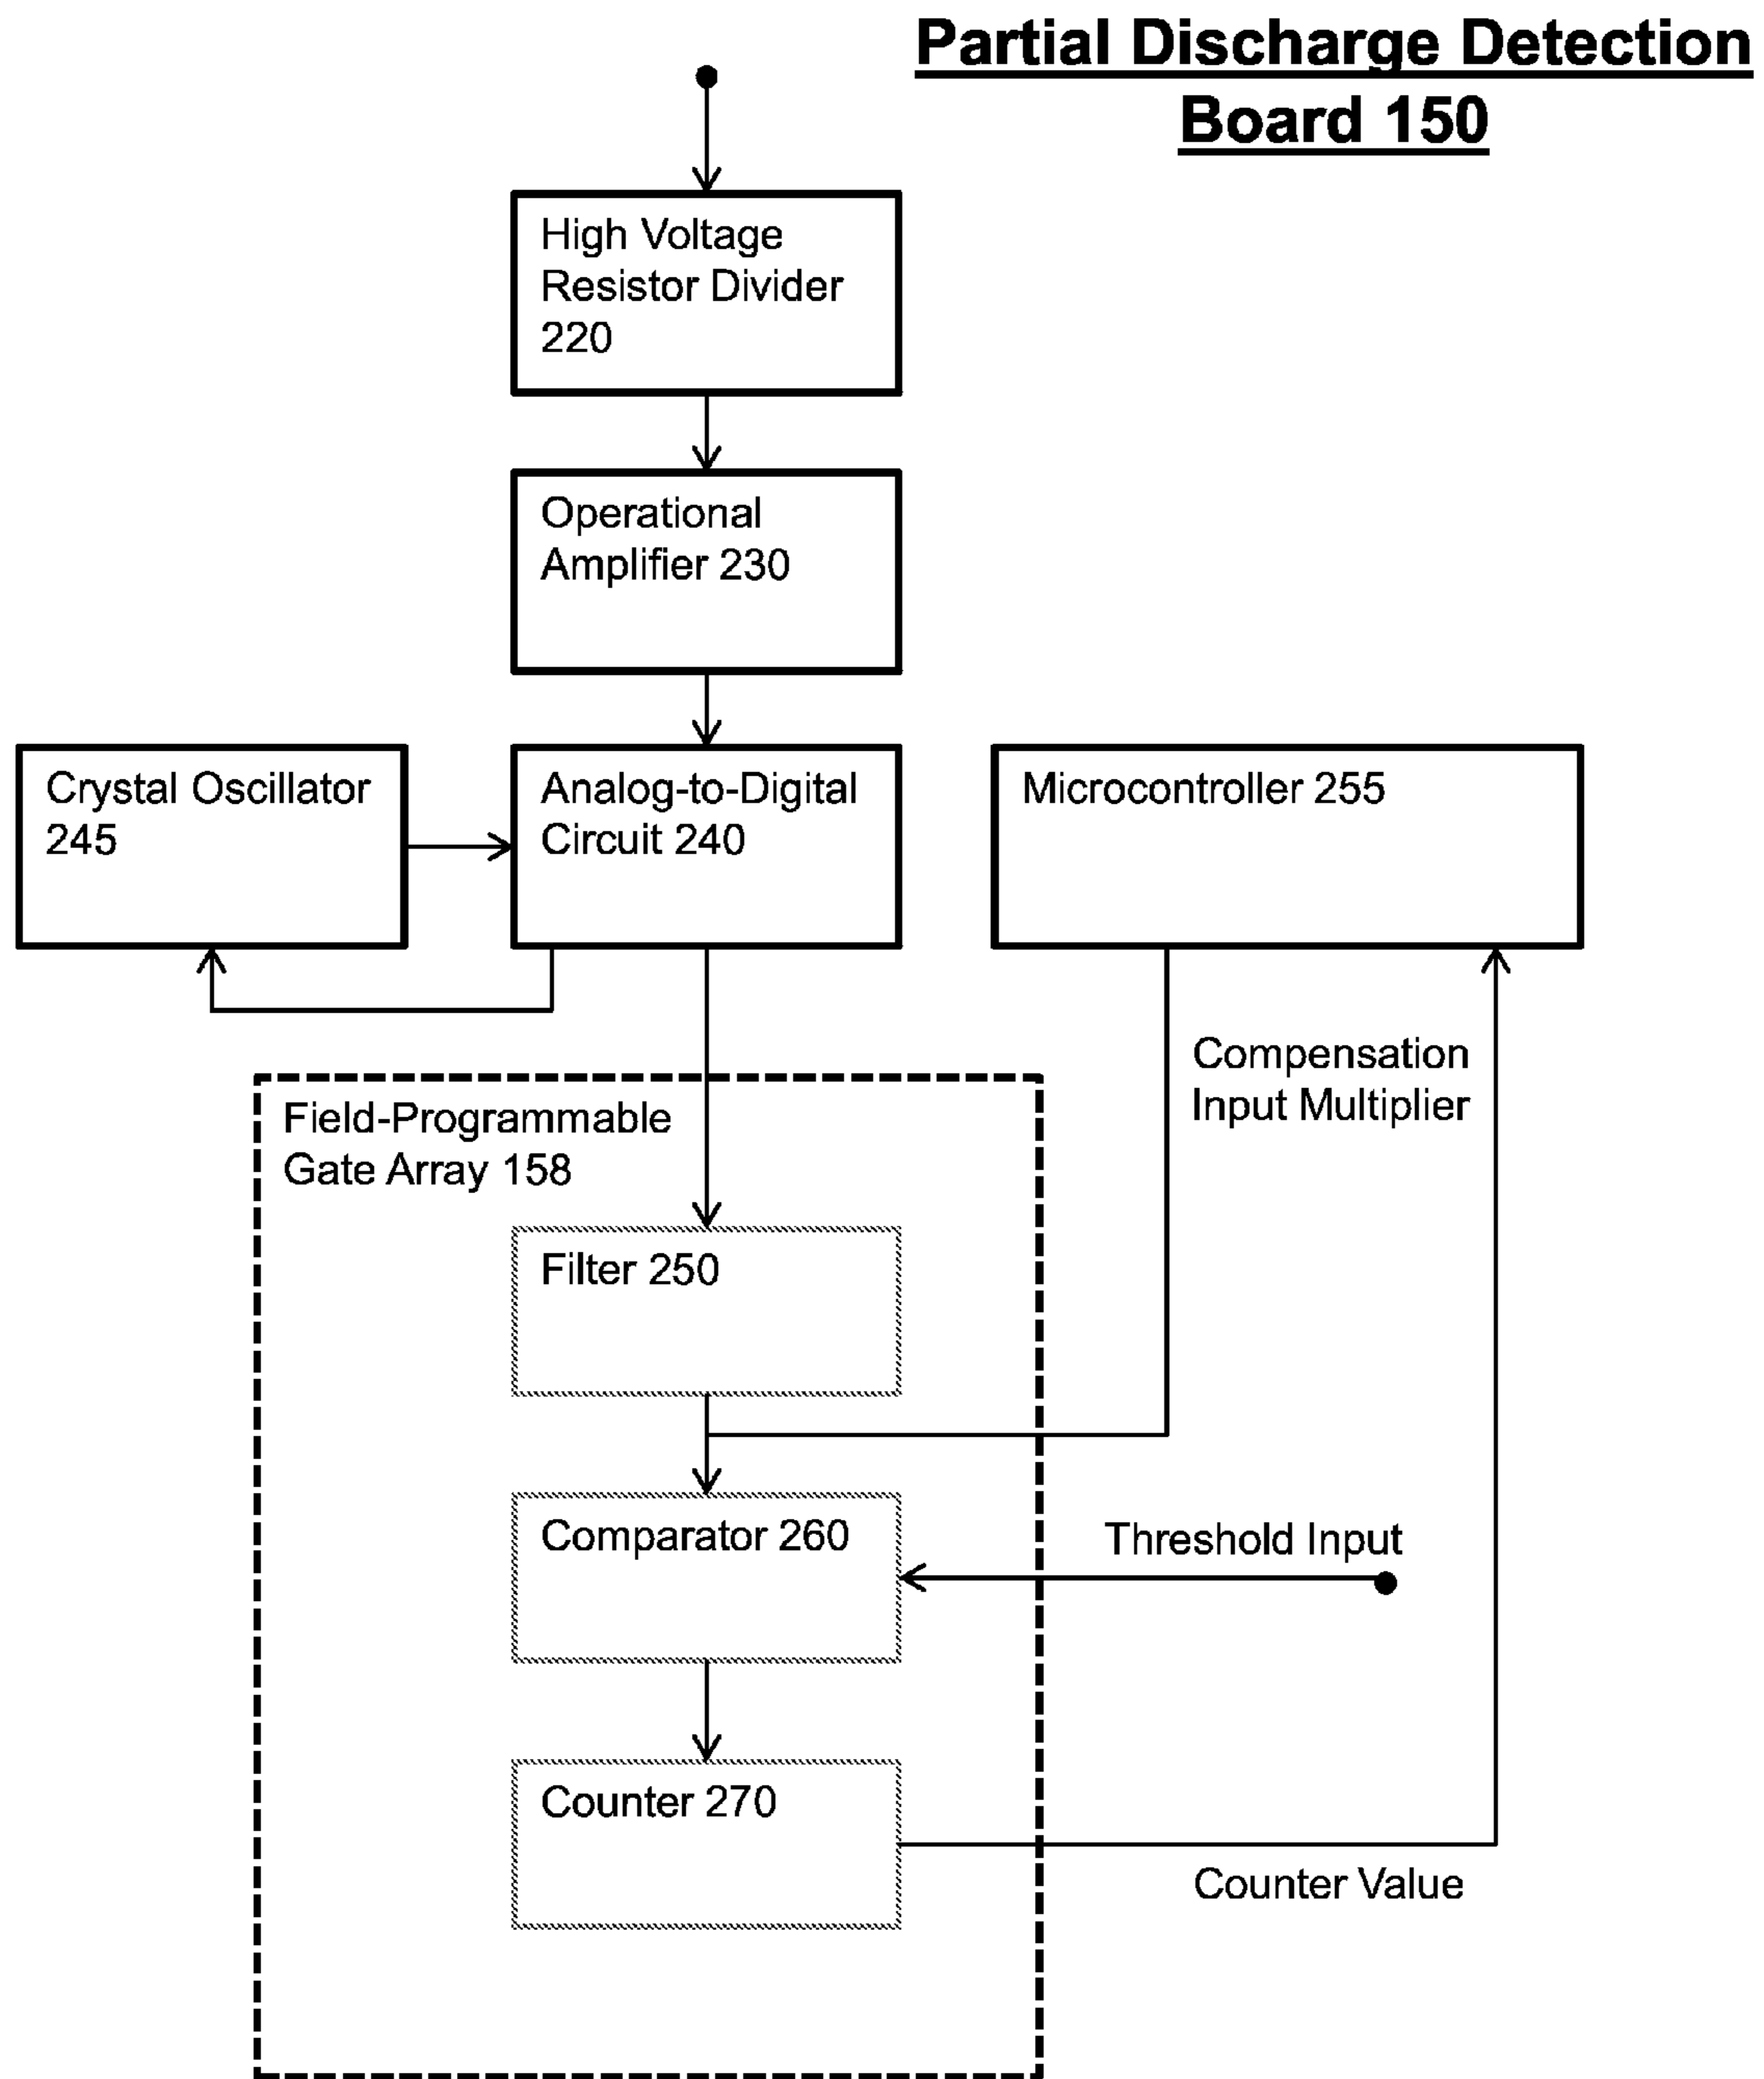 Partial Discharge Detection
Board 150
High Voltage
Resistor Divider
220
Operational
Amplifier 230
Crystal Oscillator
245
Analog-to-Digital
Circuit 240
Microcontroller 255
Compensation
Input Multiplier
Field-Programmable
Gate Array 158
Filter 250
Comparator 260
Threshold Input
Counter 270
Counter Value